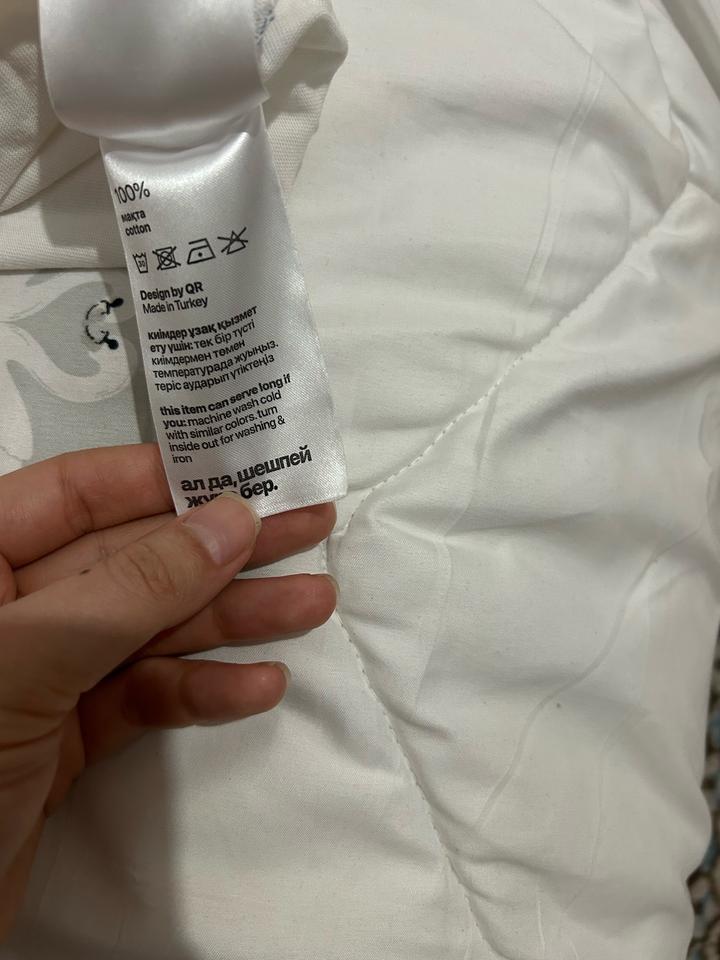 100%
мақта
cotton
30
Design by QR
Made in Turkey
киімдер ұзақ қызмет
ету үшін: тек бір түсті
киімдермен төмен
температурада жуыңыз.
теріс аударып үтіктеңіз
this item can serve long if
you: machine wash cold
with similar colors. turn
inside out for washing &
iron
ал да, шешпей
бер.